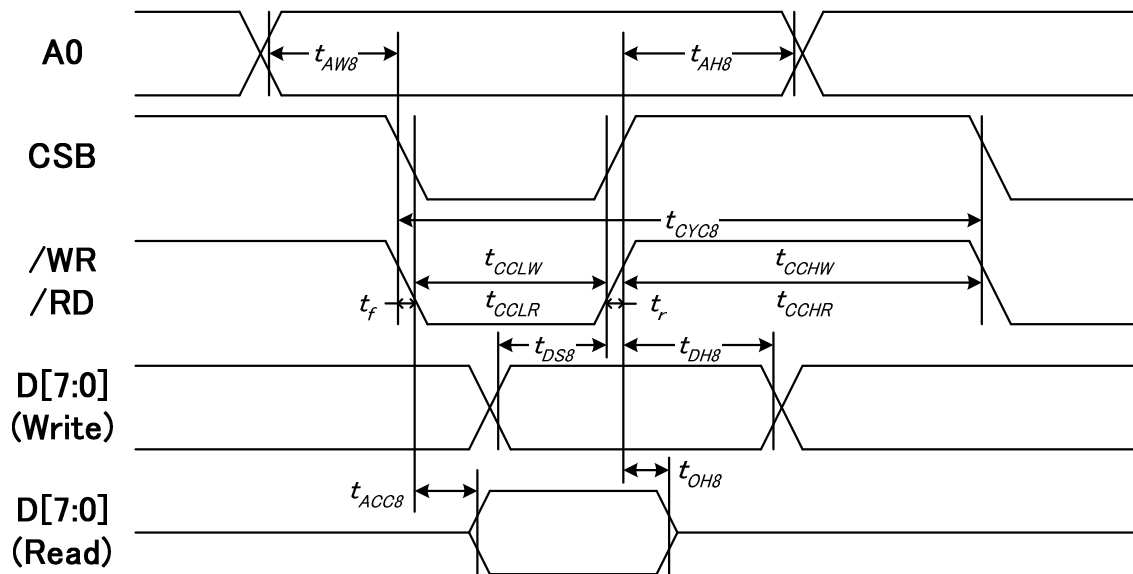 A0
tAW8
tAH8
CSB
tCYC8
/WR
/RD
tCCLW
tCCHW
tf
tCCLR
tr
tCCHR
D[7:0]
(Write)
tDS8
tDH8
D[7:0]
(Read)
tACC8
tOH8